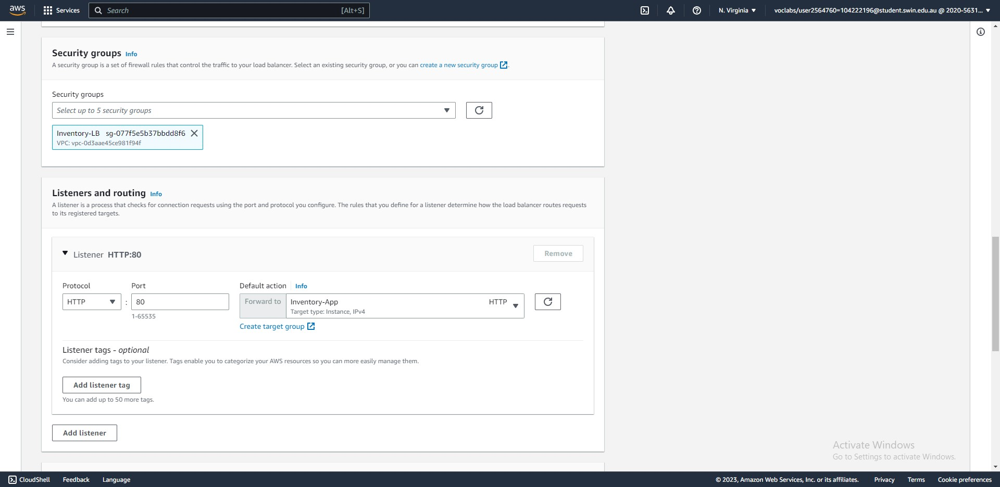 aws
Services
Search
[Alt+S]
N. Virginia
voclabs/user2564760=104222196@student.swin.edu.au @ 2020-5631...
Security groups Info
A security group is a set of firewall rules that control the traffic to your load balancer. Select an existing security group, or you can create a new security group .
Security groups
Select up to 5 security groups
Inventory-LB sg-077f5e5b37bbdd8f6
VPC: vpc-0d3aae45ce981f94f
Listeners and routing Info
A listener is a process that checks for connection requests using the port and protocol you configure. The rules that you define for a listener determine how the load balancer routes requests
to its registered targets.
Listener HTTP:80
Remove
Protocol
Port
Default action
Info
HTTP
:
80
1-65535
Forward to
Inventory-App
HTTP
Target type: Instance, IPv4
Create target group
Listener tags - optional
Consider adding tags to your listener. Tags enable you to categorize your AWS resources so you can more easily manage them.
Add listener tag
You can add up to 50 more tags.
Add listener
Activate Windows
Go to Settings to activate Windows.
CloudShell
Feedback
Language
© 2023, Amazon Web Services, Inc. or its affiliates.
Privacy
Terms
Cookie preferences